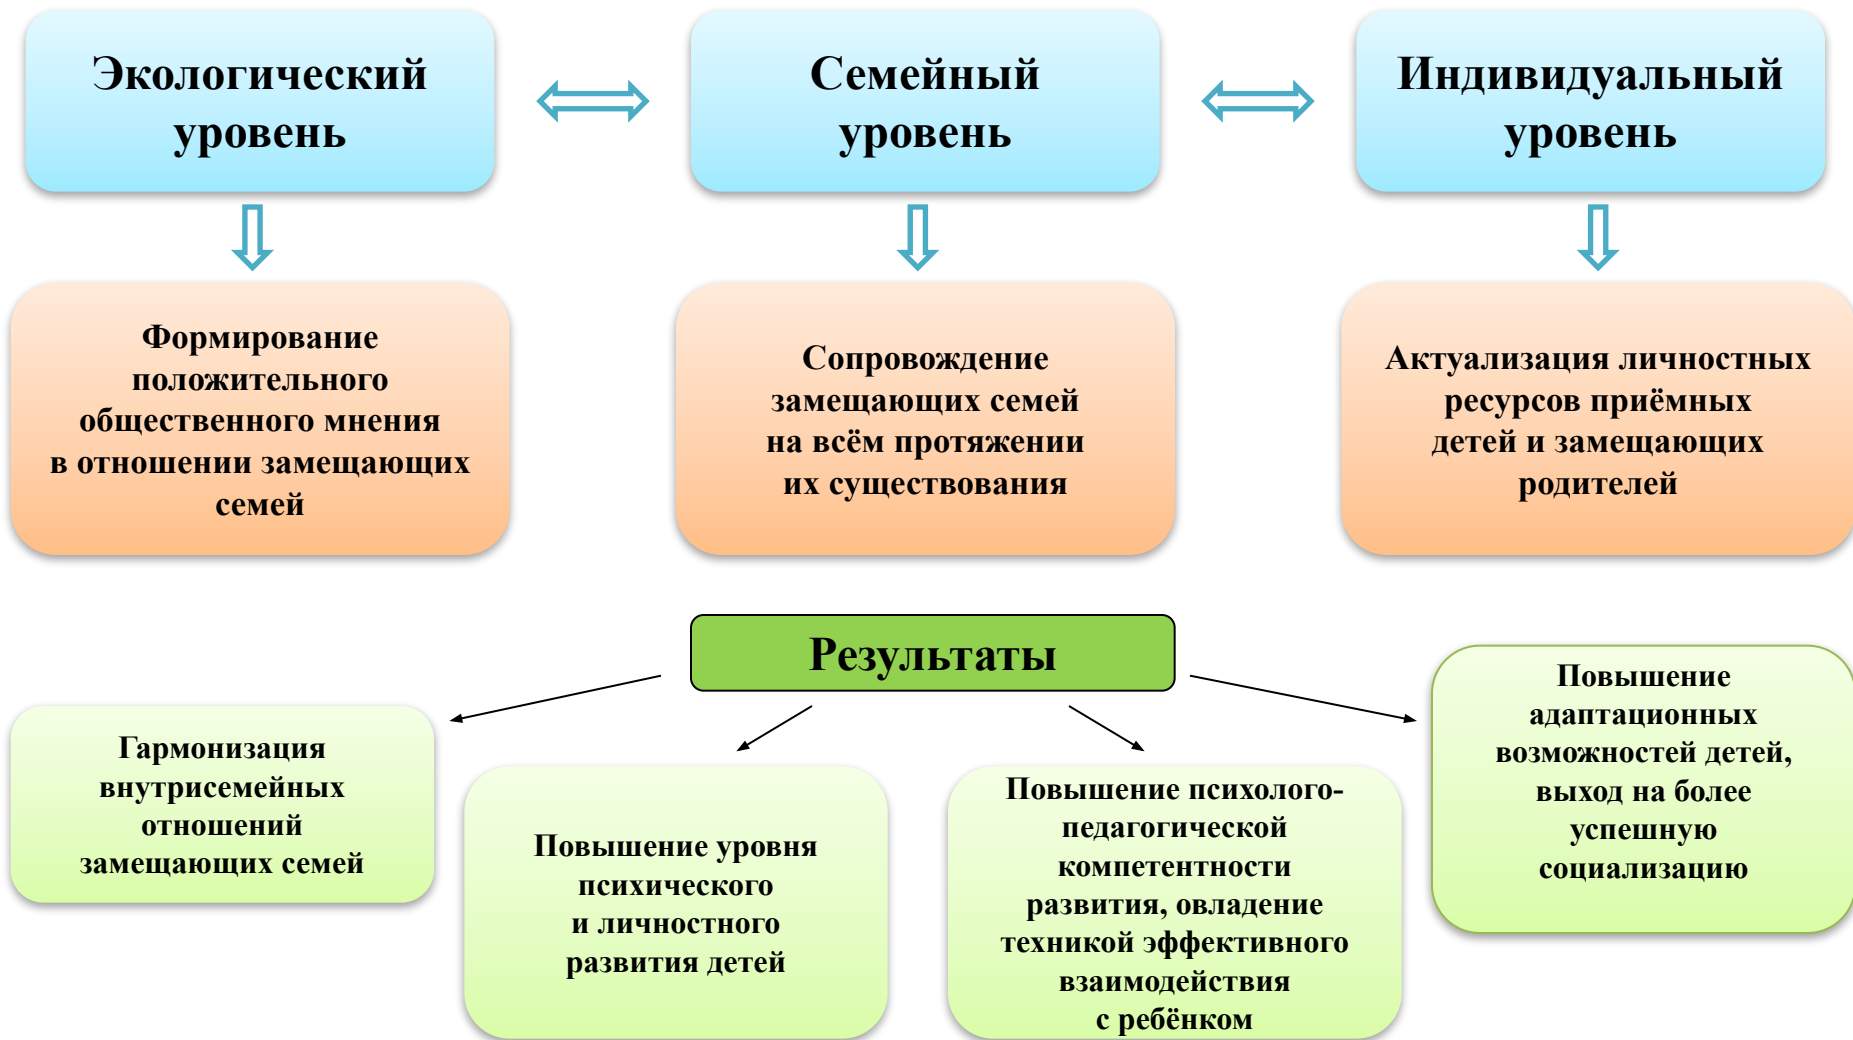 Экологический
уровень
Семейный
уровень
Индивидуальный
уровень
Формирование
положительного
общественного мнения
в отношении замещающих
семей
Сопровождение
замещающих семей
на всём протяжении
их существования
Актуализация личностных
ресурсов приёмных
детей и замещающих
родителей
Результаты
Гармонизация
внутрисемейных
отношений
замещающих семей
Повышение уровня
психического
и личностного
развития детей
Повышение психолого-
педагогической
компетентности
развития, овладение
техникой эффективного
взаимодействия
с ребёнком
Повышение
адаптационных
возможностей детей,
выход на более
успешную
социализацию